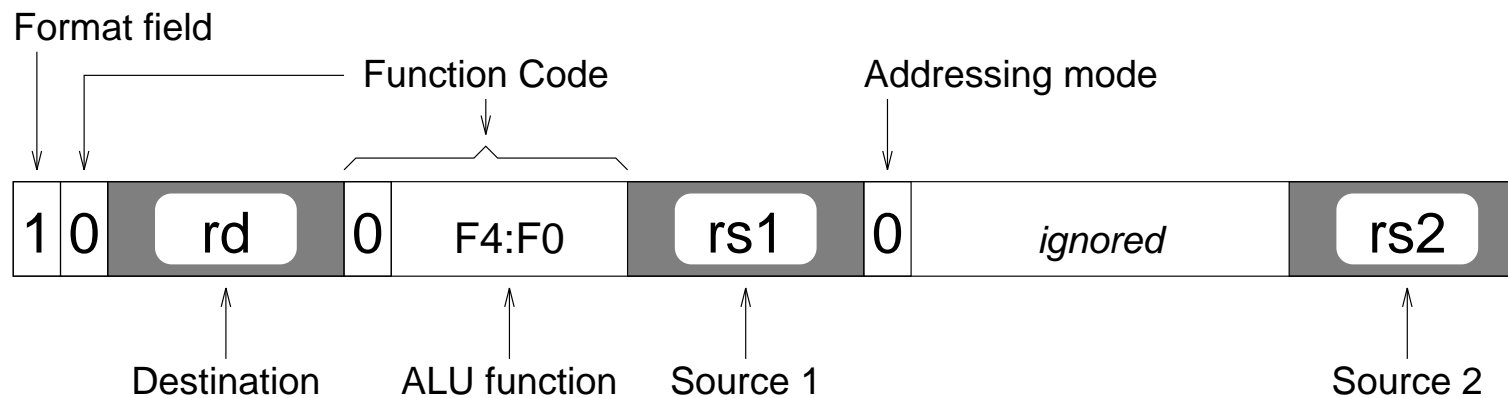 Format field
Function Code
Addressing mode
1 0 rd 0 F4:F0 rs1 0 ignored rs2
Destination
ALU function
Source 1
Source 2